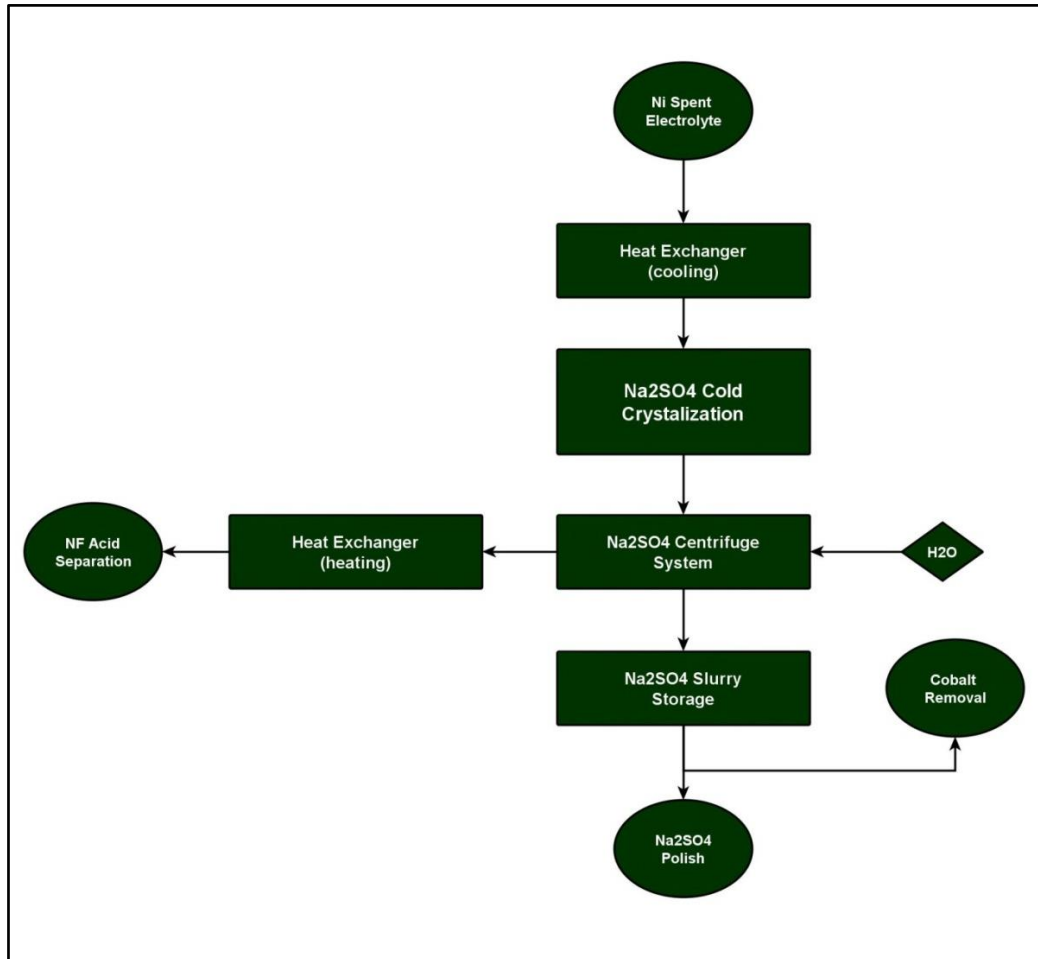 Ni Spent
Electrolyte
Heat Exchanger
(cooling)
Na2SO4 Cold
Crystalization
NF Acid
Separation
Heat Exchanger
(heating)
Na2SO4 Centrifuge
System
H2O
Na2SO4 Slurry
Storage
Cobalt
Removal
Na2SO4
Polish